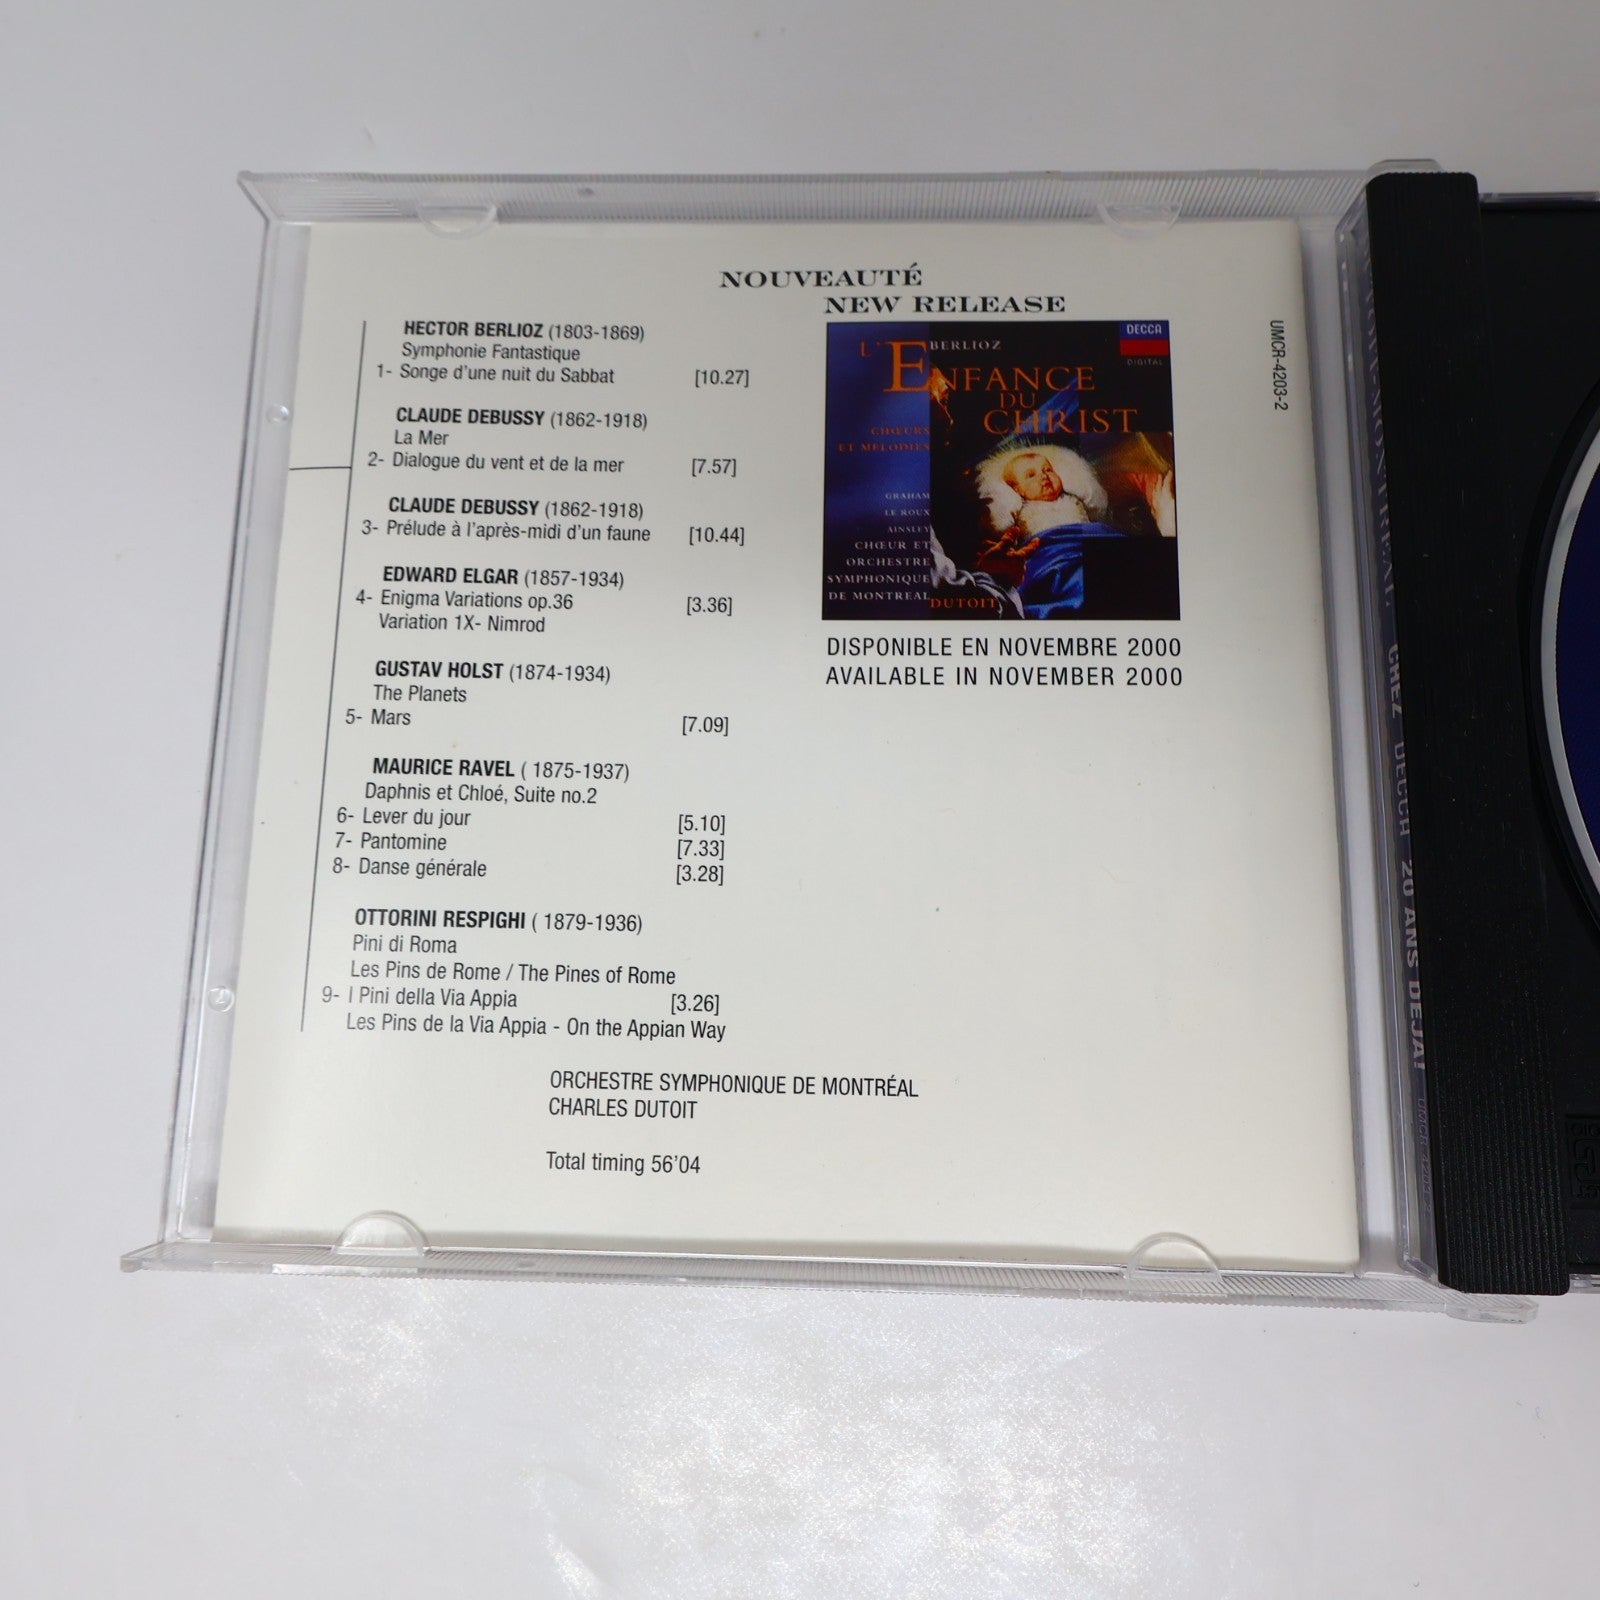 NOUVEAUTÉ
NEW RELEASE
HECTOR BERLIOZ (1803-1869)
Symphonie Fantastique
1- Songe d'une nuit du Sabbat [10.27]
CLAUDE DEBUSSY (1862-1918)
La Mer
2- Dialogue du vent et de la mer [7.57]
CLAUDE DEBUSSY (1862-1918)
3- Prélude à l'après-midi d'un faune [10.44]
EDWARD ELGAR (1857-1934)
4- Enigma Variations op.36 [3.36]
Variation 1X- Nimrod
GUSTAV HOLST (1874-1934)
The Planets
5- Mars [7.09]
MAURICE RAVEL ( 1875-1937)
Daphnis et Chloé, Suite no.2
6- Lever du jour [5.10]
7- Pantomine [7.33]
8- Danse générale [3.28]
OTTORINI RESPIGHI ( 1879-1936)
Pini di Roma
Les Pins de Rome / The Pines of Rome
9- I Pini della Via Appia [3.26]
Les Pins de la Via Appia - On the Appian Way
ORCHESTRE SYMPHONIQUE DE MONTRÉAL
CHARLES DUTOIT
Total timing 56'04
DECCA
DIGITAL
BERLIOZ
L'ENFANCE
DU
CHRIST
CHŒURS
ET MELODIES
GRAHAM
LE ROUX
AINSLEY
CHŒUR ET
ORCHESTRE
SYMPHONIQUE
DE MONTREAL
DUTOIT
DISPONIBLE EN NOVEMBRE 2000
AVAILABLE IN NOVEMBER 2000
UMCR-4203-2
CHEZ DECCA 20 ANS DÉJÀ!